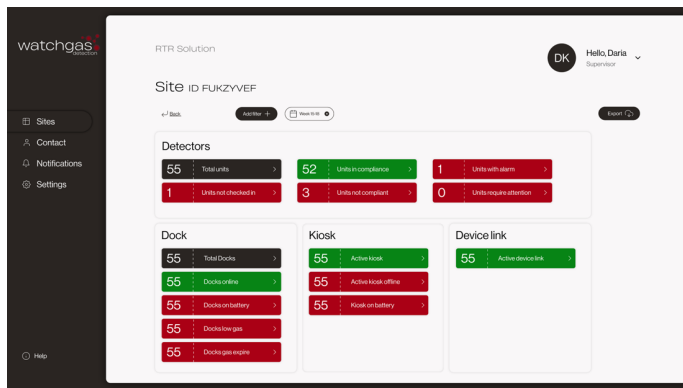 watchgas
detection
RTR Solution
DK
Hello, Daria
Supervisor
Site ID FUKZYVEF
Back
Add filter +
Week 15-16
Export
Sites
Contact
Notifications
Settings
Help
Detectors
55 Total units
52 Units in compliance
1 Units with alarm
1 Units not checked in
3 Units not compliant
0 Units require attention
Dock
55 Total Docks
55 Docks online
55 Docks on battery
55 Docks low gas
55 Docks gas expire
Kiosk
55 Active kiosk
55 Active kiosk offline
55 Kiosk on battery
Device link
55 Active device link